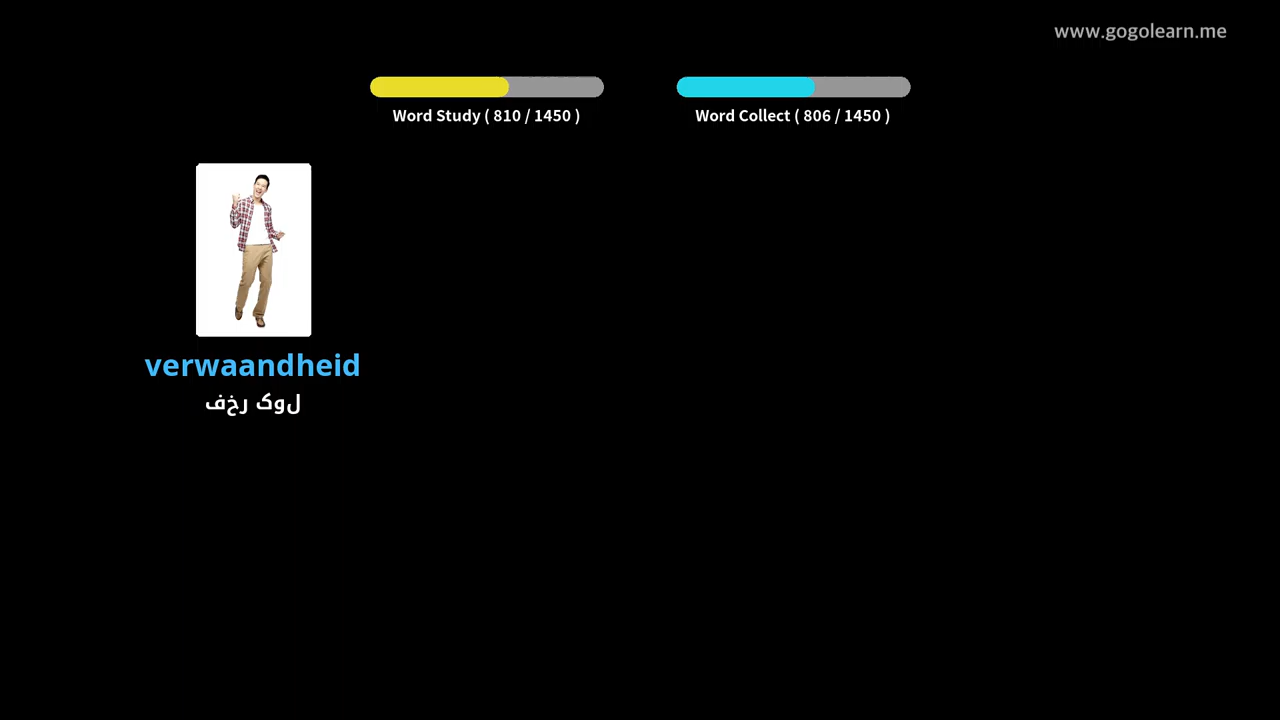 www.gogolearn.me
Word Study ( 810 / 1450 )
Word Collect ( 806 / 1450 )
verwaandheid
لوک رخف